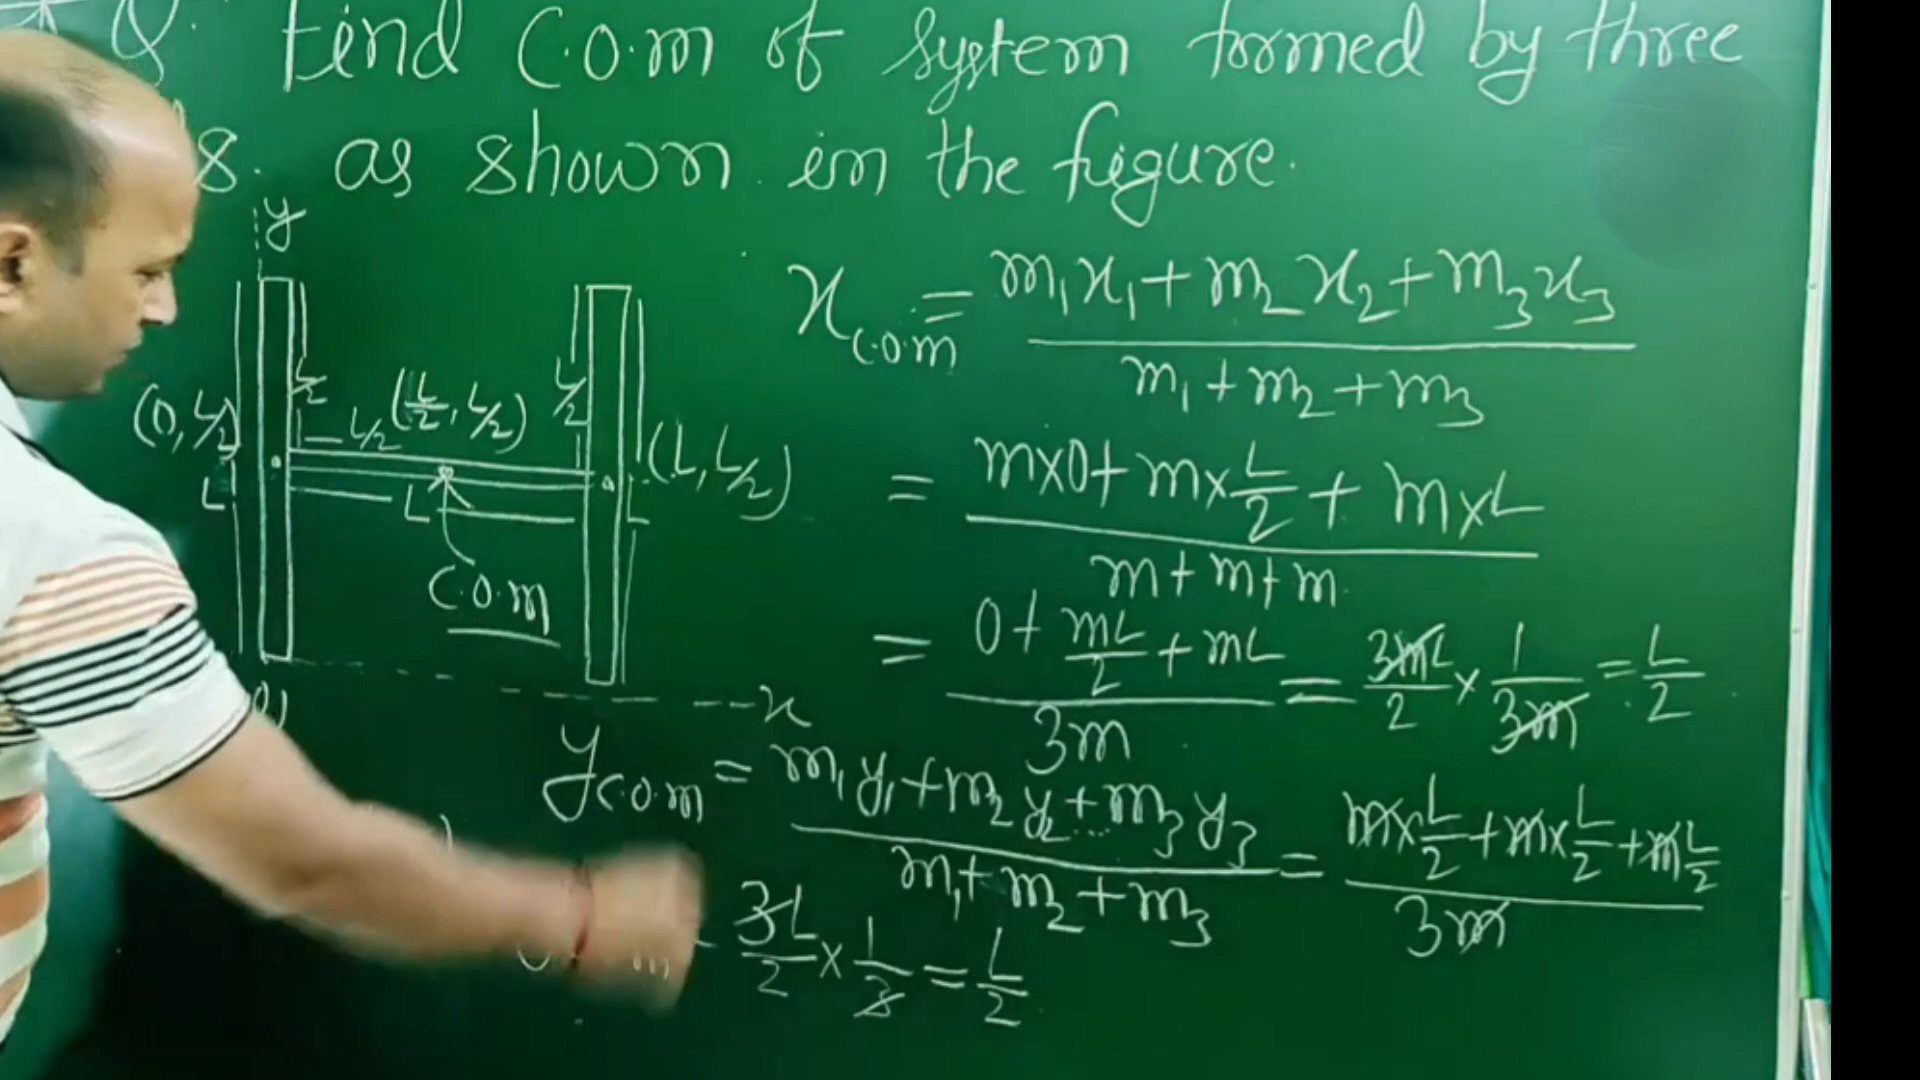 Q. Find C.O.M of system formed by three
as shown in the figure.
y
L/2
(0, L/2)
L/2 (L/2, L/2)
L/2
(L, L/2)
L
L
L
C.O.M
x
x_C.O.M = (m₁x₁ + m₂x₂ + m₃x₃) / (m₁ + m₂ + m₃)
= (m×0 + m×L/2 + m×L) / (m + m + m)
= (0 + mL/2 + mL) / 3m = 3mL/2 × 1/3m = L/2
y_C.O.M = (m₁y₁ + m₂y₂ + m₃y₃) / (m₁ + m₂ + m₃) = (m×L/2 + m×L/2 + mL/2) / 3m
3L/2 × 1/3 = L/2